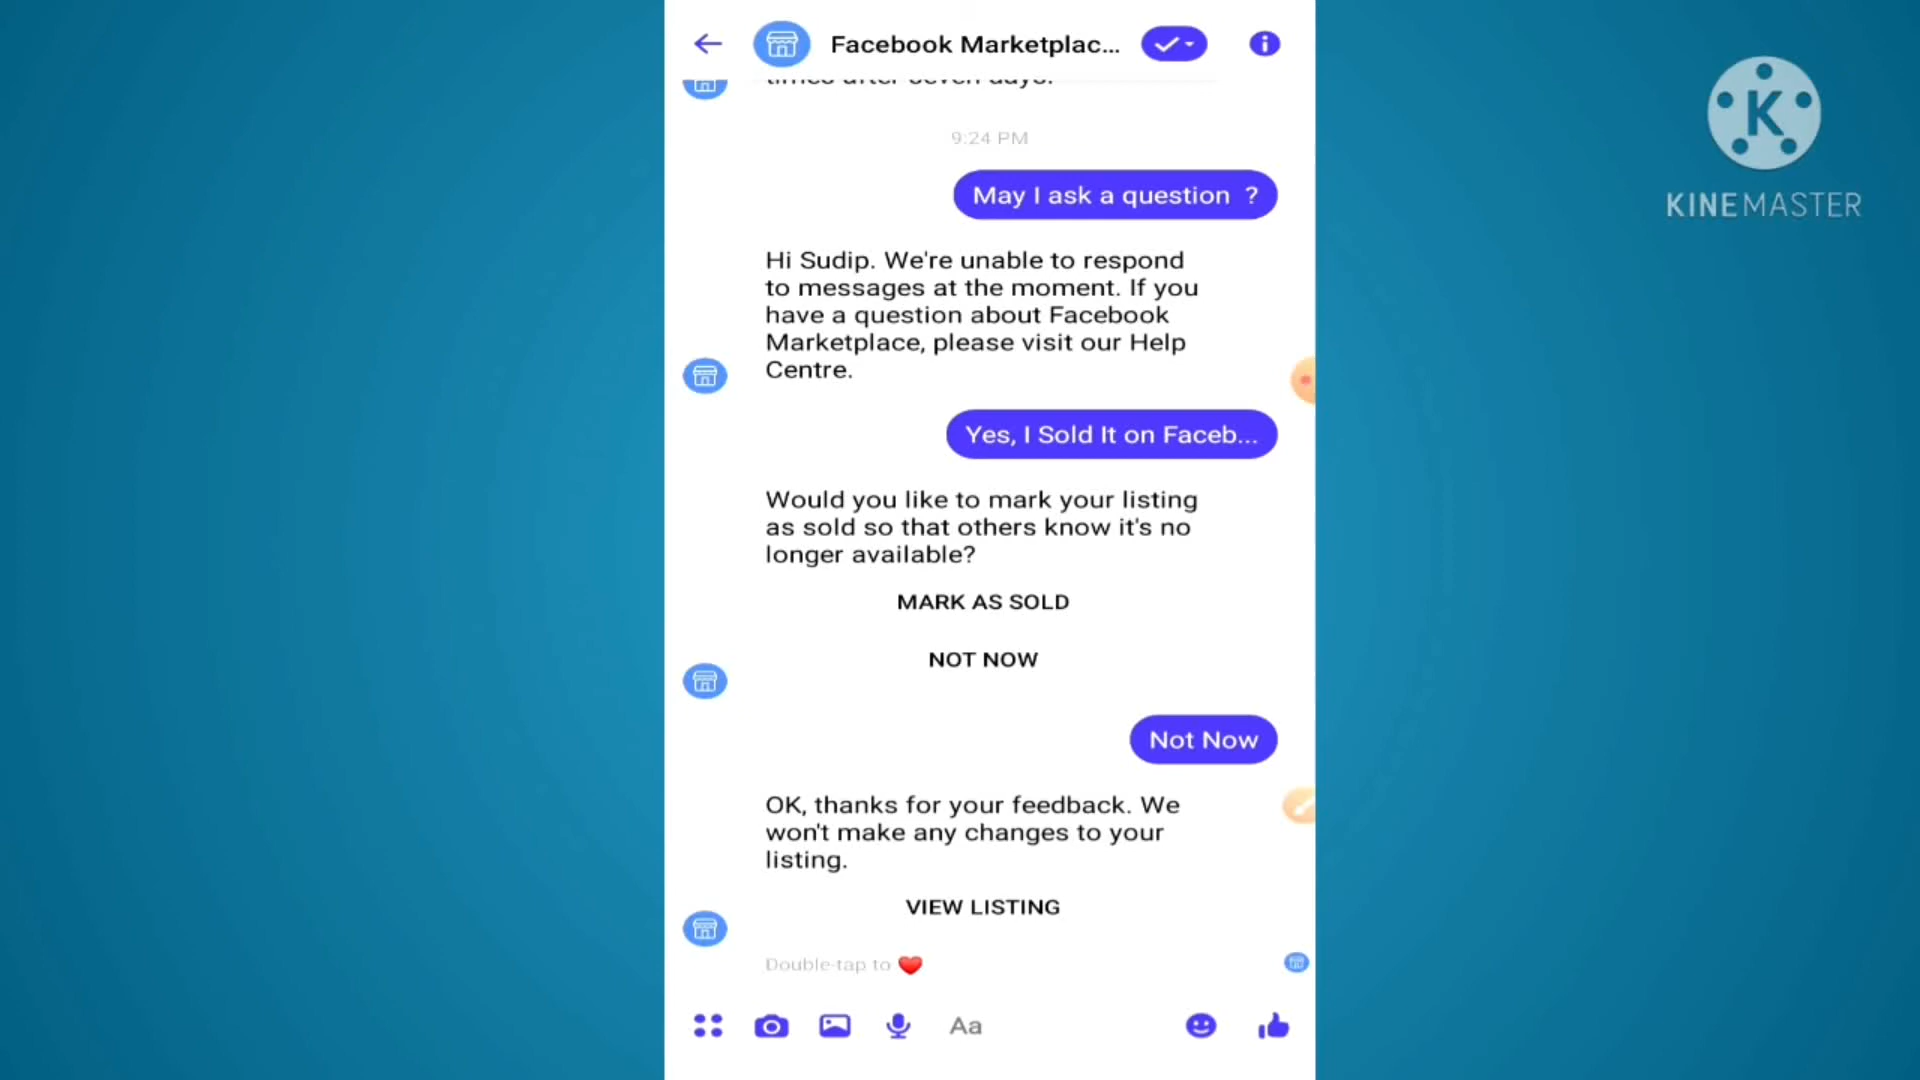 Facebook Marketplac...
times after seven days.
9:24 PM
May I ask a question ?
Hi Sudip. We're unable to respond
to messages at the moment. If you
have a question about Facebook
Marketplace, please visit our Help
Centre.
Yes, I Sold It on Faceb...
Would you like to mark your listing
as sold so that others know it's no
longer available?
MARK AS SOLD
NOT NOW
Not Now
OK, thanks for your feedback. We
won't make any changes to your
listing.
VIEW LISTING
Double-tap to
Aa
K
KINEMASTER